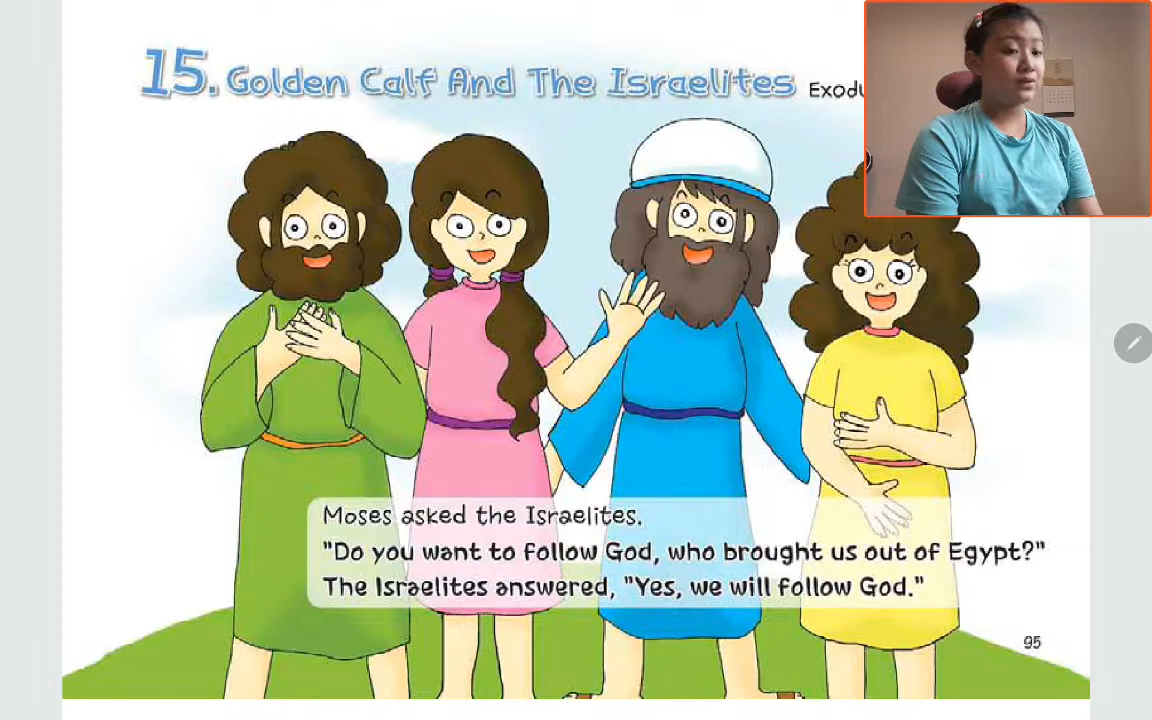 15. Golden Calf And The Israelites
Moses asked the Israelites.
"Do you want to follow God, who brought us out of Egypt?"
The Israelites answered, "Yes, we will follow God."
95